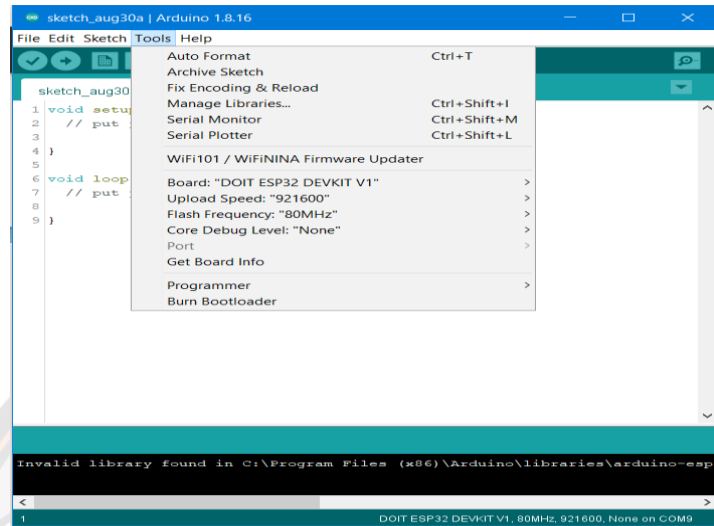 sketch_aug30a | Arduino 1.8.16
File Edit Sketch Tools Help
sketch_aug30
1 void setu
2 // put
3
4 }
5
6 void loop
7 // put
8
9 }
Auto Format Ctrl+T
Archive Sketch
Fix Encoding & Reload
Manage Libraries... Ctrl+Shift+I
Serial Monitor Ctrl+Shift+M
Serial Plotter Ctrl+Shift+L
WiFi101 / WiFiNINA Firmware Updater
Board: "DOIT ESP32 DEVKIT V1"
Upload Speed: "921600"
Flash Frequency: "80MHz"
Core Debug Level: "None"
Port
Get Board Info
Programmer
Burn Bootloader
Invalid library found in C:\Program Files (x86)\Arduino\libraries\arduino-esp
1 DOIT ESP32 DEVKIT V1, 80MHz, 921600, None on COM9